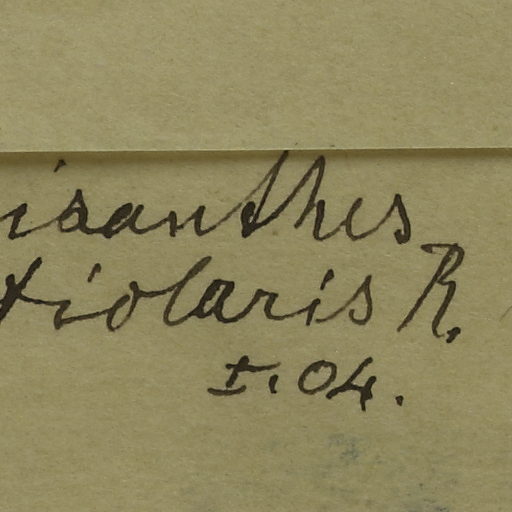 isanthes
tiolaris R.
I. 04.